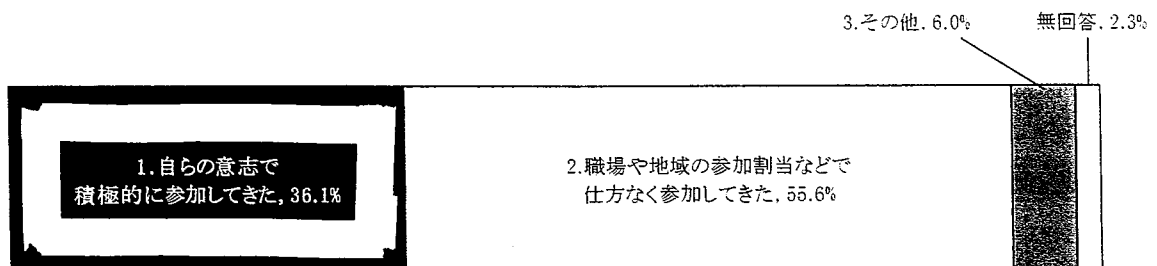 3.その他, 6.0%
無回答, 2.3%
1.自らの意志で
積極的に参加してきた, 36.1%
2.職場や地域の参加割当などで
仕方なく参加してきた, 55.6%